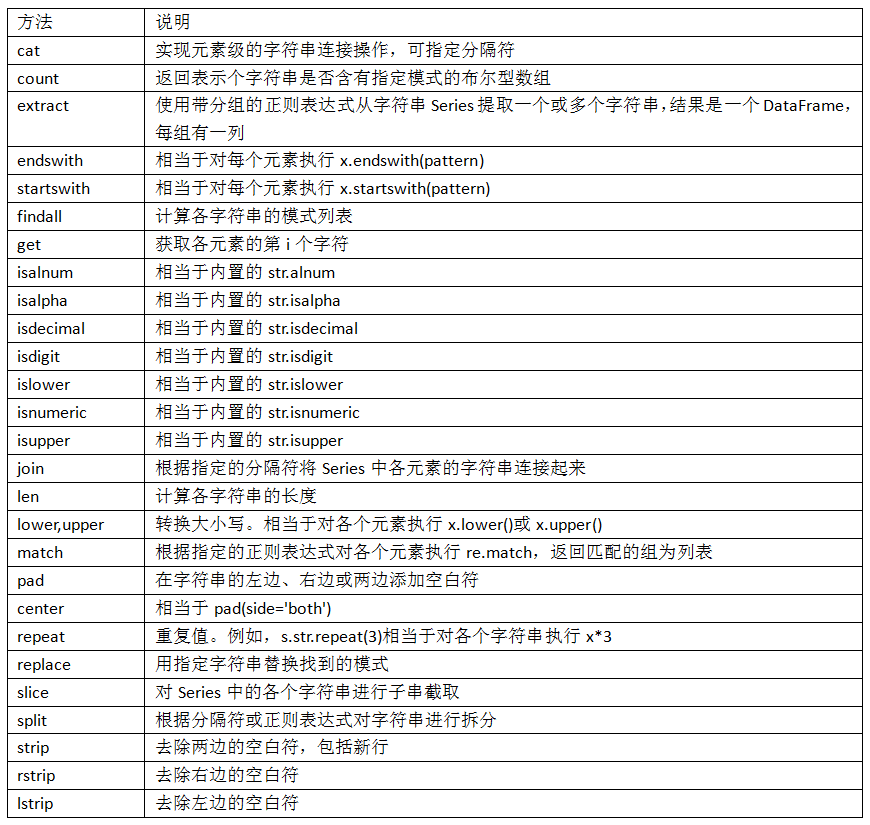 方法 说明
cat 实现元素级的字符串连接操作，可指定分隔符
count 返回表示个字符串是否含有指定模式的布尔型数组
extract 使用带分组的正则表达式从字符串 Series 提取一个或多个字符串，结果是一个 DataFrame，
每组有一列
endswith 相当于对每个元素执行 x.endswith(pattern)
startswith 相当于对每个元素执行 x.startswith(pattern)
findall 计算各字符串的模式列表
get 获取各元素的第 i 个字符
isalnum 相当于内置的 str.alnum
isalpha 相当于内置的 str.isalpha
isdecimal 相当于内置的 str.isdecimal
isdigit 相当于内置的 str.isdigit
islower 相当于内置的 str.islower
isnumeric 相当于内置的 str.isnumeric
isupper 相当于内置的 str.isupper
join 根据指定的分隔符将 Series 中各元素的字符串连接起来
len 计算各字符串的长度
lower,upper 转换大小写。相当于对各个元素执行 x.lower()或 x.upper()
match 根据指定的正则表达式对各个元素执行 re.match，返回匹配的组为列表
pad 在字符串的左边、右边或两边添加空白符
center 相当于 pad(side='both')
repeat 重复值。例如，s.str.repeat(3)相当于对各个字符串执行 x*3
replace 用指定字符串替换找到的模式
slice 对 Series 中的各个字符串进行子串截取
split 根据分隔符或正则表达式对字符串进行拆分
strip 去除两边的空白符，包括新行
rstrip 去除右边的空白符
lstrip 去除左边的空白符